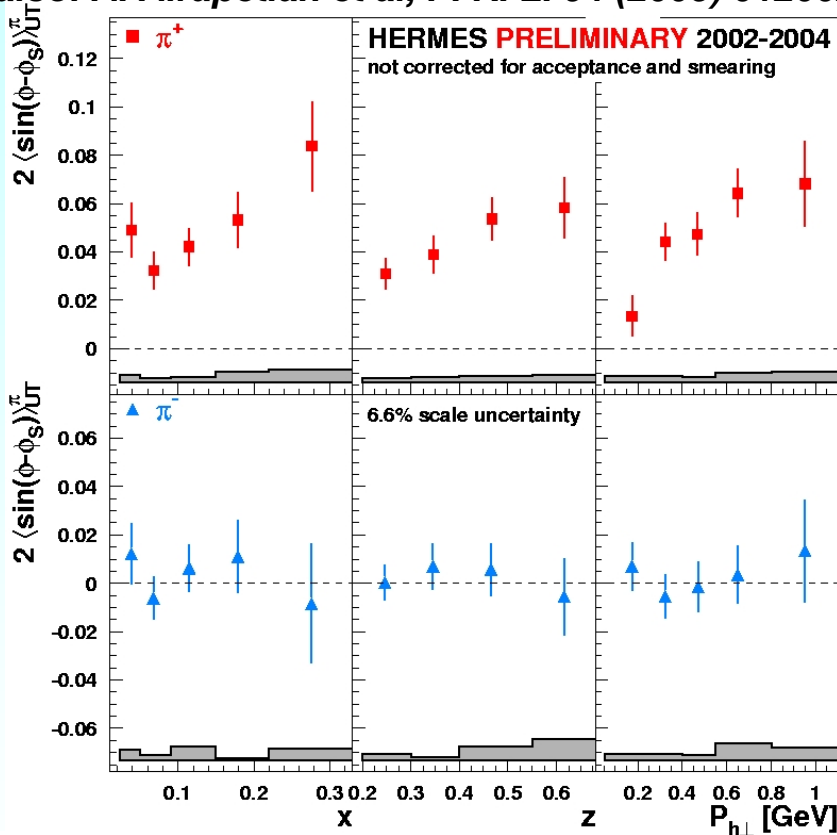 HERMES PRELIMINARY 2002-2004
not corrected for acceptance and smearing
π+
2 ⟨sin(φ-φS)⟩πUT
0.12
0.1
0.08
0.06
0.04
0.02
0
π-
6.6% scale uncertainty
2 ⟨sin(φ-φS)⟩πUT
0.06
0.04
0.02
0
-0.02
-0.04
-0.06
0.1 0.2 0.3 0.2 0.3 0.4 0.5 0.6 0.2 0.4 0.6 0.8 1
x z Ph⊥ [GeV]